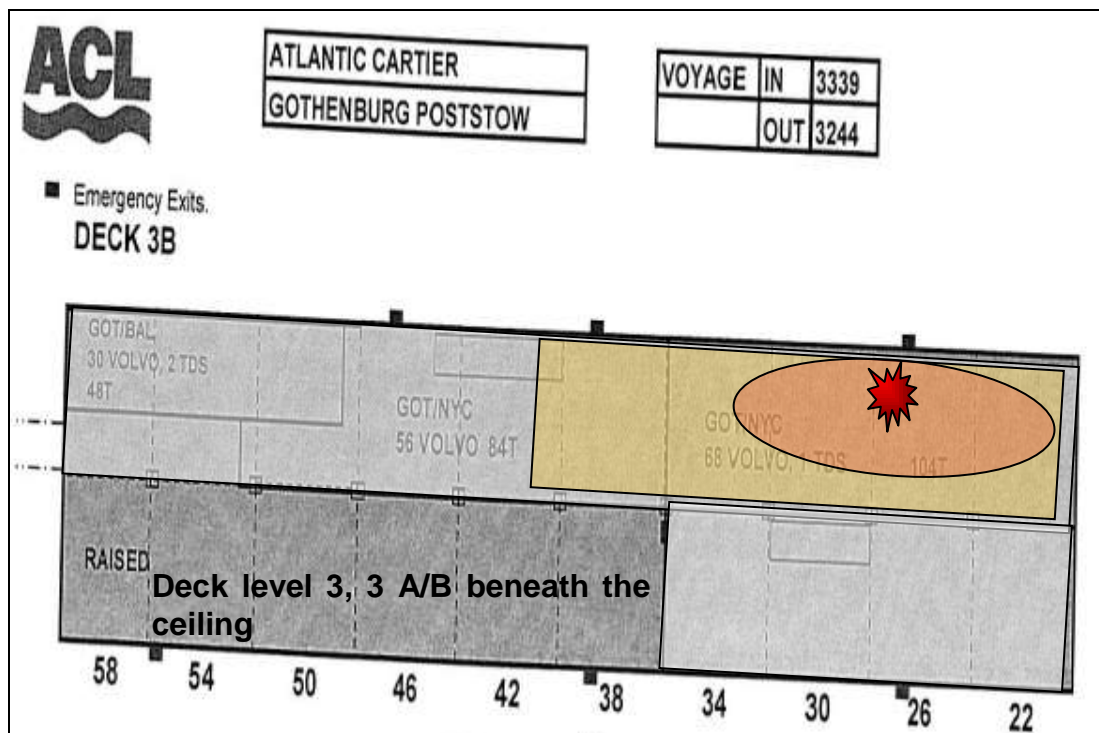 ACL
ATLANTIC CARTIER
GOTHENBURG POSTSTOW
VOYAGE IN 3339
OUT 3244
Emergency Exits.
DECK 3B
GOT/BAL
30 VOLVO, 2 TDS
48T
GOT/NYC
56 VOLVO 84T
GOT/NYC
68 VOLVO, 1 TDS 104T
RAISED
Deck level 3, 3 A/B beneath the
ceiling
58 54 50 46 42 38 34 30 26 22